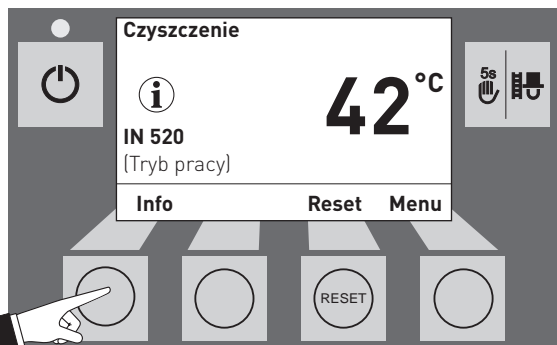 Czyszczenie
42°C
5s
IN 520
(Tryb pracy)
Info Reset Menu
RESET